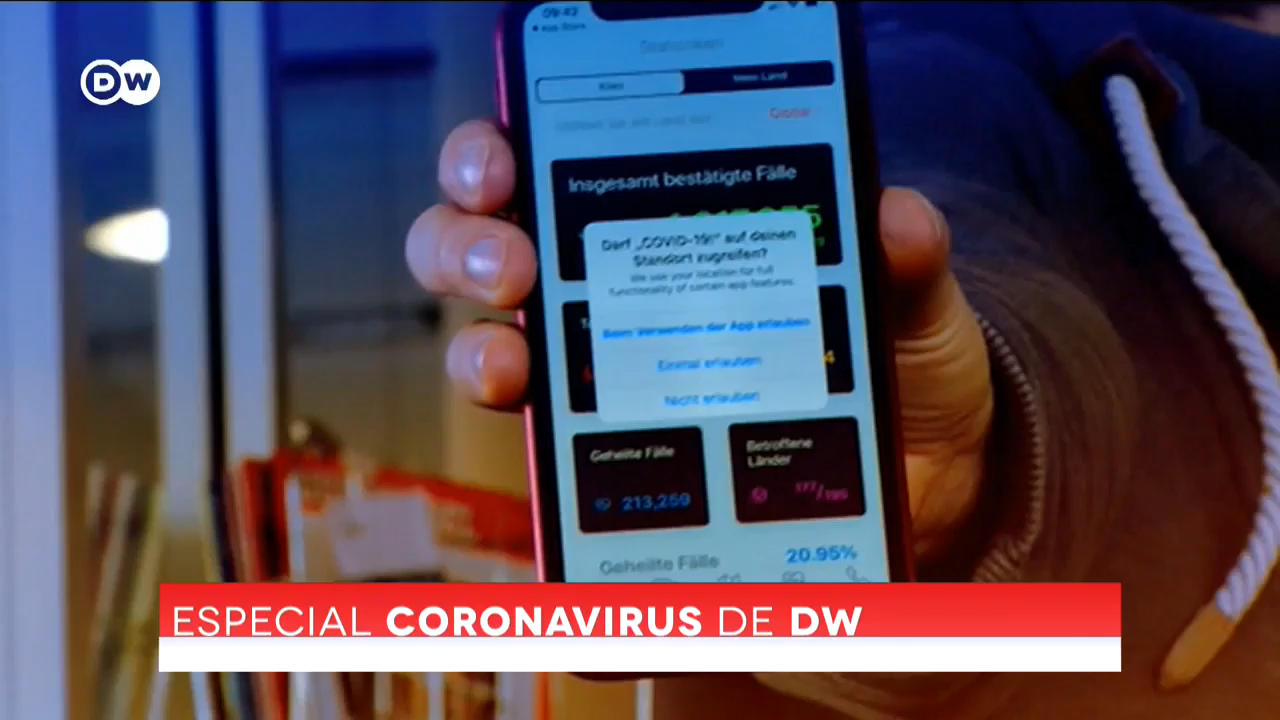 DW
09:42
Insgesamt bestätigte Fälle
Darf „COVID-19!“ auf deinen
Standort zugreifen?
We use your location for full
functionality of certain app features.
Beim Verwenden der App erlauben
Einmal erlauben
Nicht erlauben
Geheilte Fälle
213,259
Betroffene
Länder
Geheilte Fälle
20.95%
ESPECIAL CORONAVIRUS DE DW